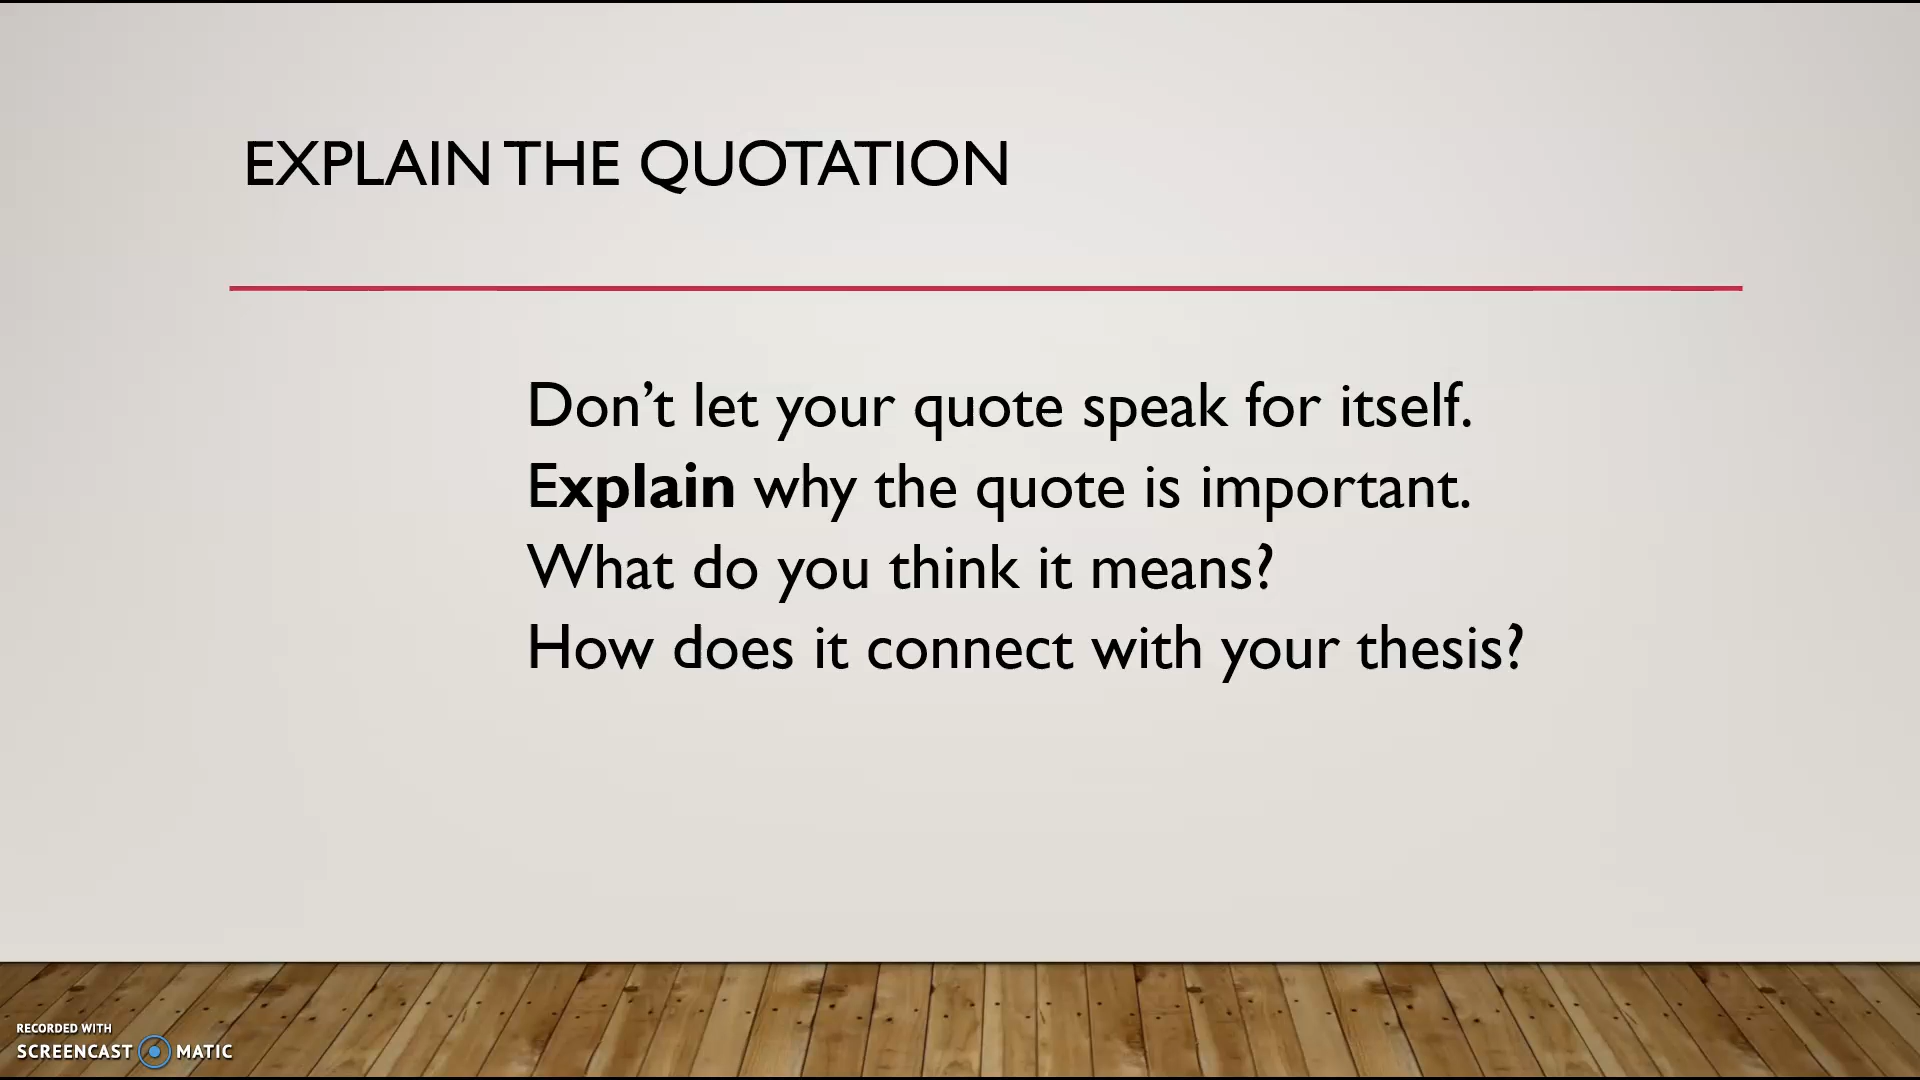 EXPLAIN THE QUOTATION
Don’t let your quote speak for itself.
Explain why the quote is important.
What do you think it means?
How does it connect with your thesis?
RECORDED WITH
SCREENCAST MATIC